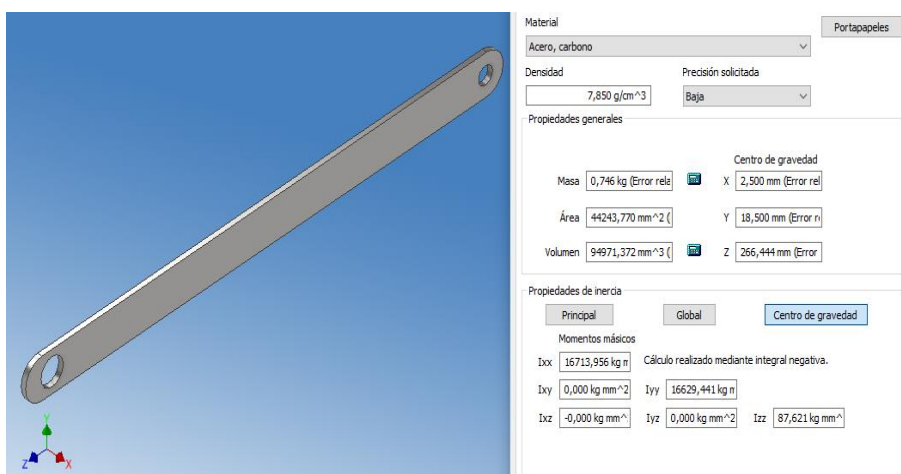 Material
Portapapeles
Acero, carbono
Densidad Precisión solicitada
7,850 g/cm^3 Baja
Propiedades generales
Centro de gravedad
Masa 0,746 kg (Error rela X 2,500 mm (Error rel
Área 44243,770 mm^2 ( Y 18,500 mm (Error r
Volumen 94971,372 mm^3 ( Z 266,444 mm (Error
Propiedades de inercia
Principal Global Centro de gravedad
Momentos másicos
Ixx 16713,956 kg m Cálculo realizado mediante integral negativa.
Ixy 0,000 kg mm^2 Iyy 16629,441 kg m
Ixz -0,000 kg mm^ Iyz 0,000 kg mm^2 Izz 87,621 kg mm^
Y
Z X